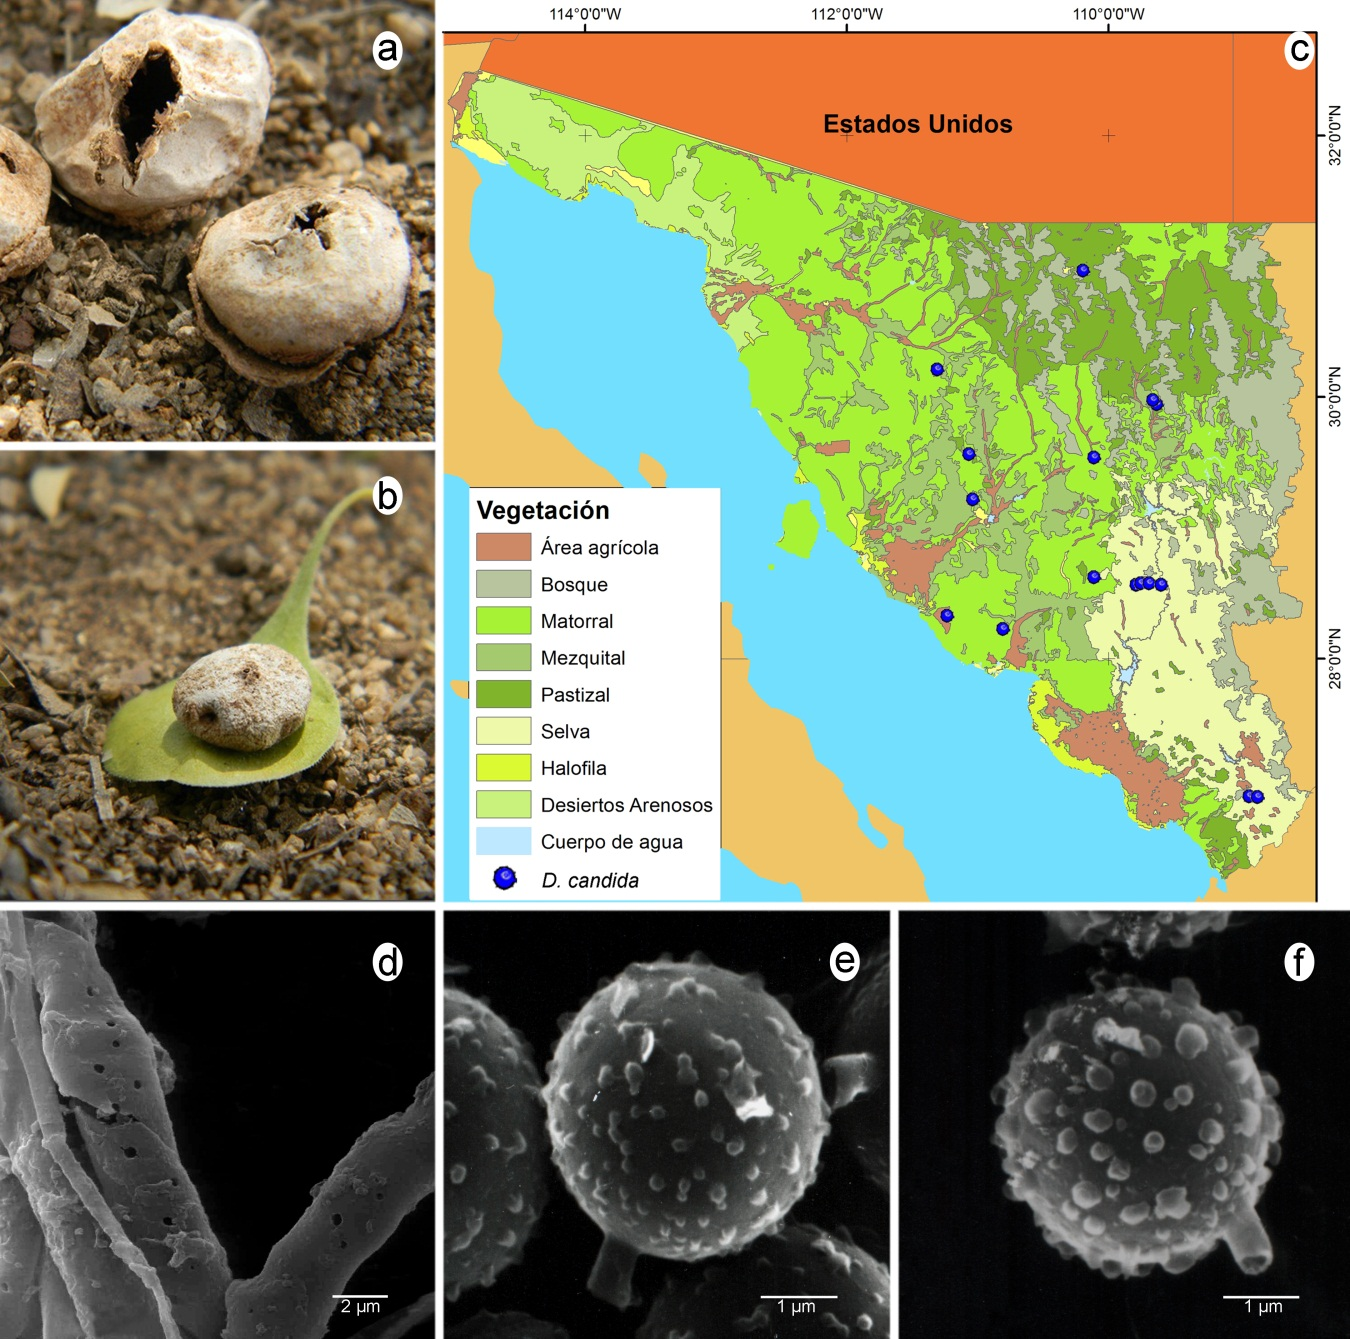 a
b
c
114°0'0"W
112°0'0"W
110°0'0"W
32°0'0"N
30°0'0"N
28°0'0"N
Estados Unidos
Vegetación
Área agrícola
Bosque
Matorral
Mezquital
Pastizal
Selva
Halofila
Desiertos Arenosos
Cuerpo de agua
D. candida
d
2 µm
e
1 µm
f
1 µm